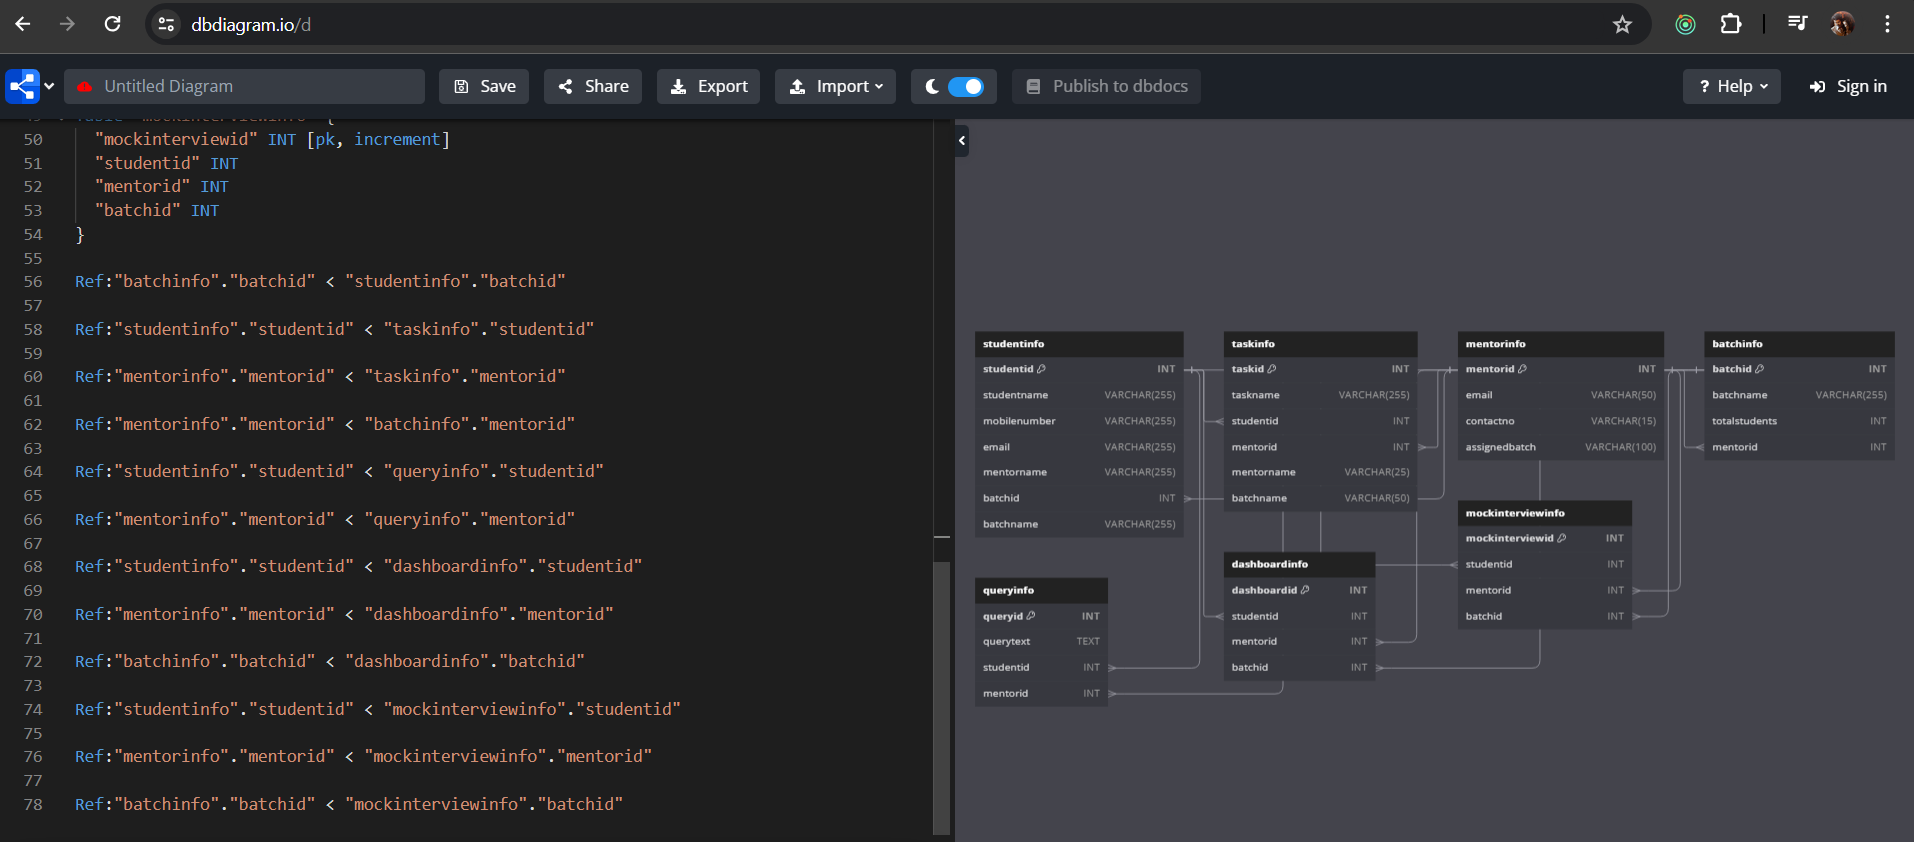 dbdiagram.io/d
Untitled Diagram
Save
Share
Export
Import
Publish to dbdocs
? Help
Sign in
50 "mockinterviewid" INT [pk, increment]
51 "studentid" INT
52 "mentorid" INT
53 "batchid" INT
54 }
55
56 Ref:"batchinfo"."batchid" < "studentinfo"."batchid"
57
58 Ref:"studentinfo"."studentid" < "taskinfo"."studentid"
59
60 Ref:"mentorinfo"."mentorid" < "taskinfo"."mentorid"
61
62 Ref:"mentorinfo"."mentorid" < "batchinfo"."mentorid"
63
64 Ref:"studentinfo"."studentid" < "queryinfo"."studentid"
65
66 Ref:"mentorinfo"."mentorid" < "queryinfo"."mentorid"
67
68 Ref:"studentinfo"."studentid" < "dashboardinfo"."studentid"
69
70 Ref:"mentorinfo"."mentorid" < "dashboardinfo"."mentorid"
71
72 Ref:"batchinfo"."batchid" < "dashboardinfo"."batchid"
73
74 Ref:"studentinfo"."studentid" < "mockinterviewinfo"."studentid"
75
76 Ref:"mentorinfo"."mentorid" < "mockinterviewinfo"."mentorid"
77
78 Ref:"batchinfo"."batchid" < "mockinterviewinfo"."batchid"
studentinfo
studentid INT
studentname VARCHAR(255)
mobilenumber VARCHAR(255)
email VARCHAR(255)
mentorname VARCHAR(255)
batchid INT
batchname VARCHAR(255)
taskinfo
taskid INT
taskname VARCHAR(255)
studentid INT
mentorid INT
mentorname VARCHAR(25)
batchname VARCHAR(50)
mentorinfo
mentorid INT
email VARCHAR(50)
contactno VARCHAR(15)
assignedbatch VARCHAR(100)
batchinfo
batchid INT
batchname VARCHAR(255)
totalstudents INT
mentorid INT
mockinterviewinfo
mockinterviewid INT
studentid INT
mentorid INT
batchid INT
dashboardinfo
dashboardid INT
studentid INT
mentorid INT
batchid INT
queryinfo
queryid INT
querytext TEXT
studentid INT
mentorid INT